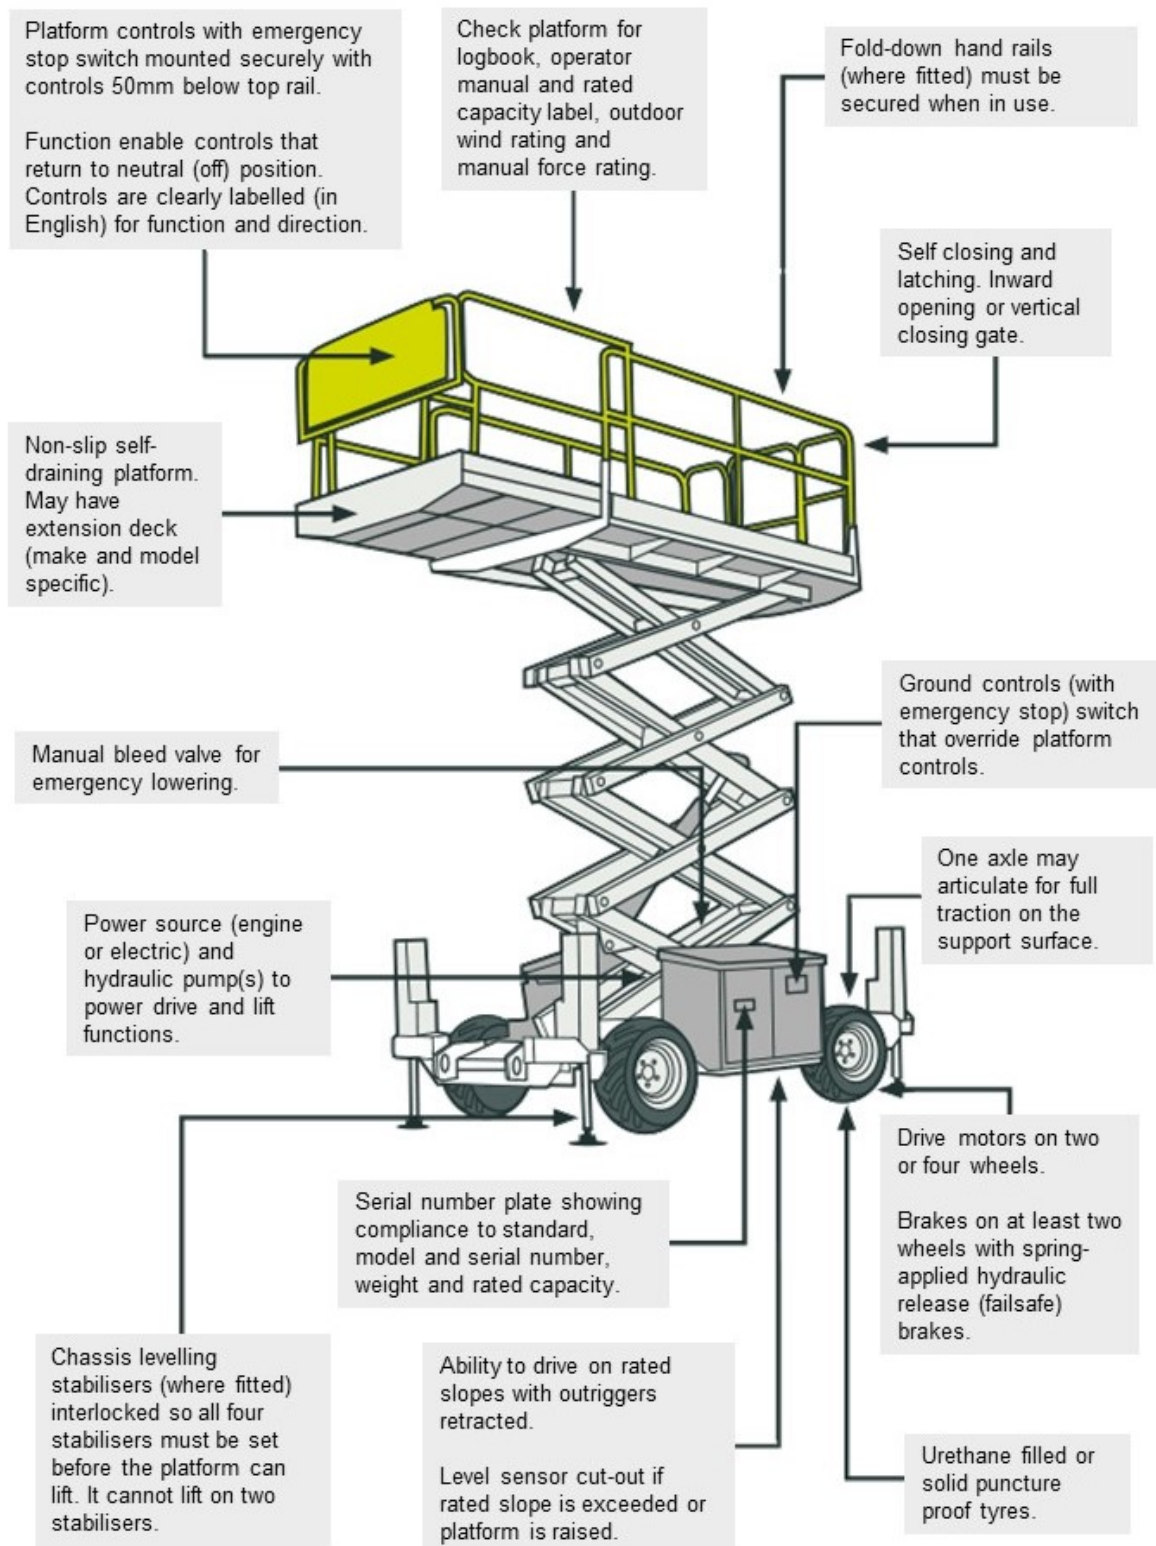 Platform controls with emergency
stop switch mounted securely with
controls 50mm below top rail.
Function enable controls that
return to neutral (off) position.
Controls are clearly labelled (in
English) for function and direction.
Check platform for
logbook, operator
manual and rated
capacity label, outdoor
wind rating and
manual force rating.
Fold-down hand rails
(where fitted) must be
secured when in use.
Self closing and
latching. Inward
opening or vertical
closing gate.
Non-slip self-
draining platform.
May have
extension deck
(make and model
specific).
Ground controls (with
emergency stop) switch
that override platform
controls.
Manual bleed valve for
emergency lowering.
One axle may
articulate for full
traction on the
support surface.
Power source (engine
or electric) and
hydraulic pump(s) to
power drive and lift
functions.
Drive motors on two
or four wheels.
Brakes on at least two
wheels with spring-
applied hydraulic
release (failsafe)
brakes.
Serial number plate showing
compliance to standard,
model and serial number,
weight and rated capacity.
Chassis levelling
stabilisers (where fitted)
interlocked so all four
stabilisers must be set
before the platform can
lift. It cannot lift on two
stabilisers.
Ability to drive on rated
slopes with outriggers
retracted.
Level sensor cut-out if
rated slope is exceeded or
platform is raised.
Urethane filled or
solid puncture
proof tyres.